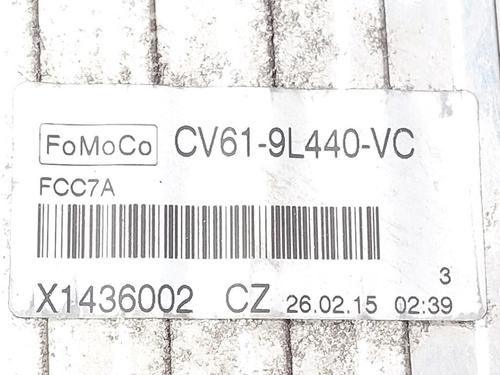 FoMoCo CV61-9L440-VC
FCC7A
3
X1436002 CZ 26.02.15 02:39